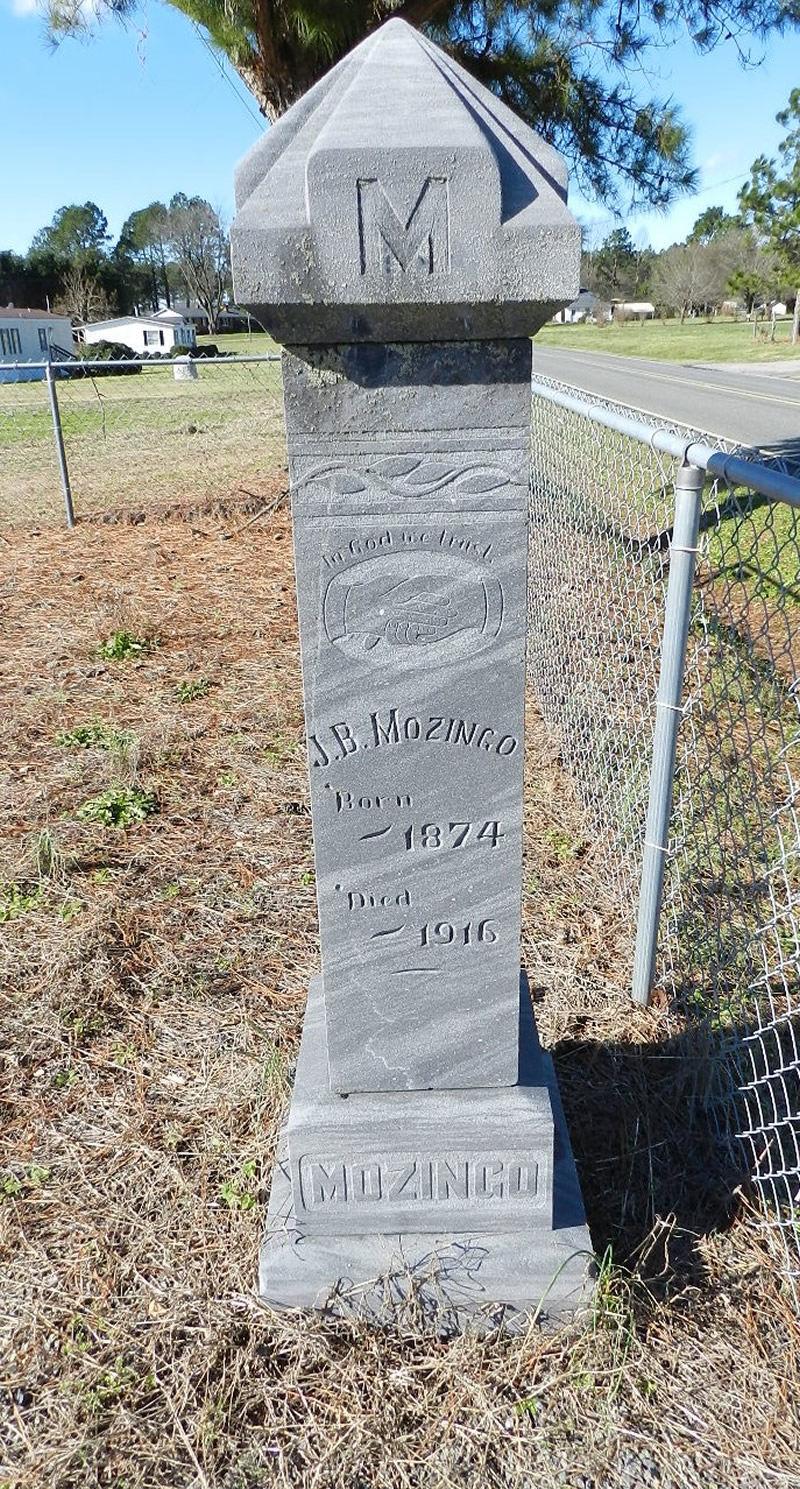 M
In God we trust.
J.B. MOZINGO
Born
1874
Died
1916
MOZINGO